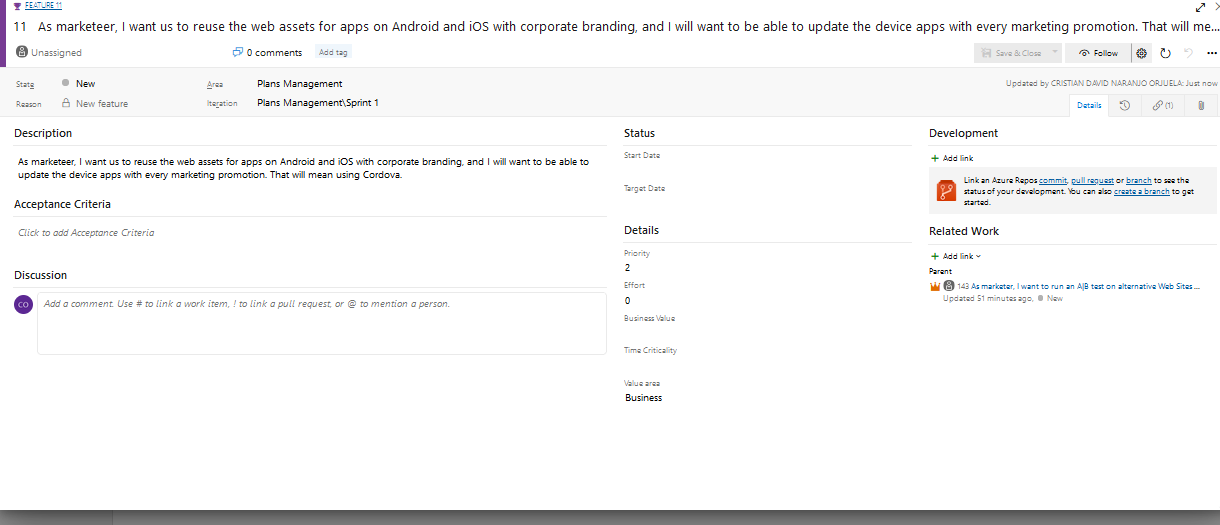 FEATURE 11
11 As marketeer, I want us to reuse the web assets for apps on Android and iOS with corporate branding, and I will want to be able to update the device apps with every marketing promotion. That will me...
Unassigned
0 comments
Add tag
Save & Close
Follow
State
New
Area
Plans Management
Updated by CRISTIAN DAVID NARANJO ORJUELA: Just now
Reason
New feature
Iteration
Plans Management\Sprint 1
Details
(1)
Description
As marketeer, I want us to reuse the web assets for apps on Android and iOS with corporate branding, and I will want to be able to
update the device apps with every marketing promotion. That will mean using Cordova.
Acceptance Criteria
Click to add Acceptance Criteria
Discussion
CO
Add a comment. Use # to link a work item, ! to link a pull request, or @ to mention a person.
Status
Start Date
Target Date
Details
Priority
2
Effort
0
Business Value
Time Criticality
Value area
Business
Development
+ Add link
Link an Azure Repos commit, pull request or branch to see the
status of your development. You can also create a branch to get
started.
Related Work
+ Add link
Parent
143 As marketer, I want to run an A|B test on alternative Web Sites ...
Updated 51 minutes ago, New